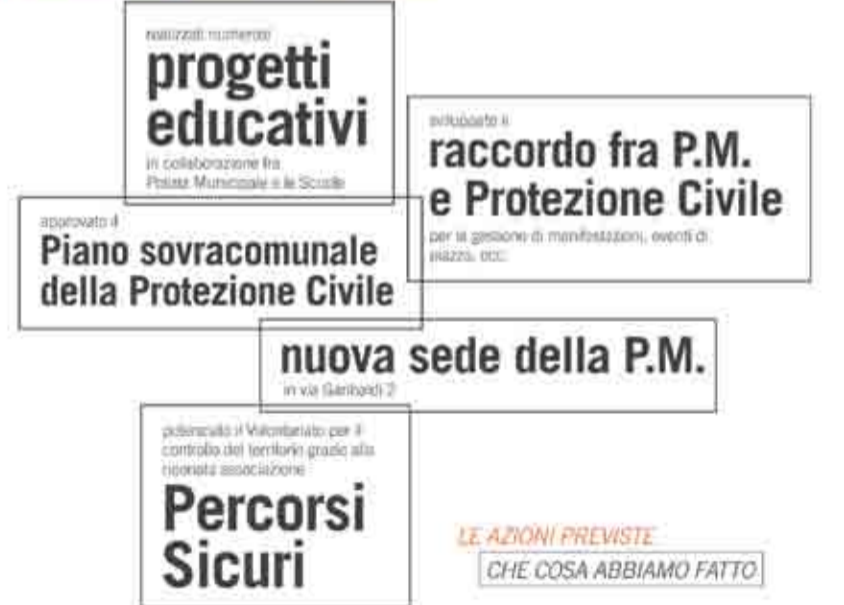 realizzati numerosi
progetti
educativi
in collaborazione fra
Polizia Municipale e le Scuole
sviluppato il
raccordo fra P.M.
e Protezione Civile
per la gestione di manifestazioni, eventi di
piazza, ecc.
approvato il
Piano sovracomunale
della Protezione Civile
nuova sede della P.M.
in via Garibaldi 2
potenziato il Volontariato per il
controllo del territorio grazie alla
neonata associazione
Percorsi
Sicuri
LE AZIONI PREVISTE
CHE COSA ABBIAMO FATTO